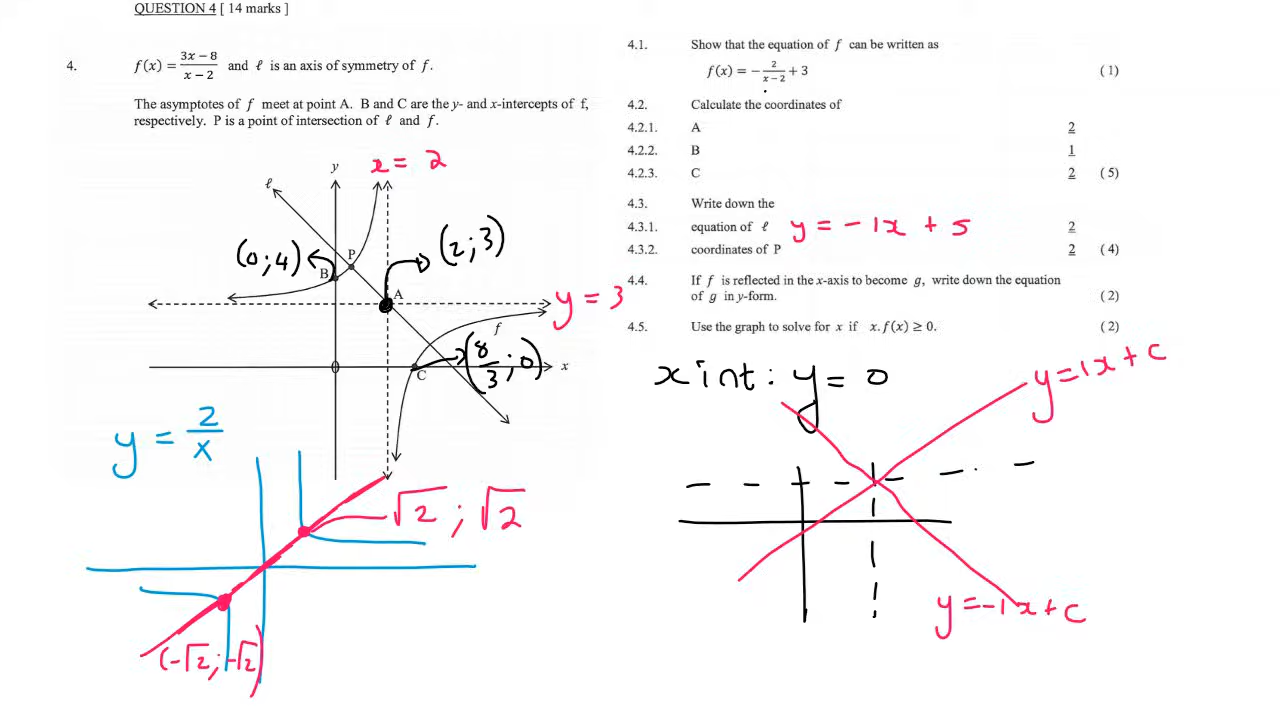 QUESTION 4 [ 14 marks ]
4. f(x) = (3x − 8)/(x − 2) and ℓ is an axis of symmetry of f.
The asymptotes of f meet at point A. B and C are the y- and x-intercepts of f,
respectively. P is a point of intersection of ℓ and f.
y
x = 2
ℓ
(0;4)
P
B
(2;3)
A
y = 3
f
(8/3;0)
0
C
x
y = 2/x
√2 ; √2
(-√2;-√2)
4.1. Show that the equation of f can be written as
f(x) = − 2/(x−2) + 3 (1)
4.2. Calculate the coordinates of
4.2.1. A 2
4.2.2. B 1
4.2.3. C 2 (5)
4.3. Write down the
4.3.1. equation of ℓ y = -1x + 5 2
4.3.2. coordinates of P 2 (4)
4.4. If f is reflected in the x-axis to become g, write down the equation
of g in y-form. (2)
4.5. Use the graph to solve for x if x.f(x) ≥ 0. (2)
x int : y = 0
y=1x+c
y=-1x+c